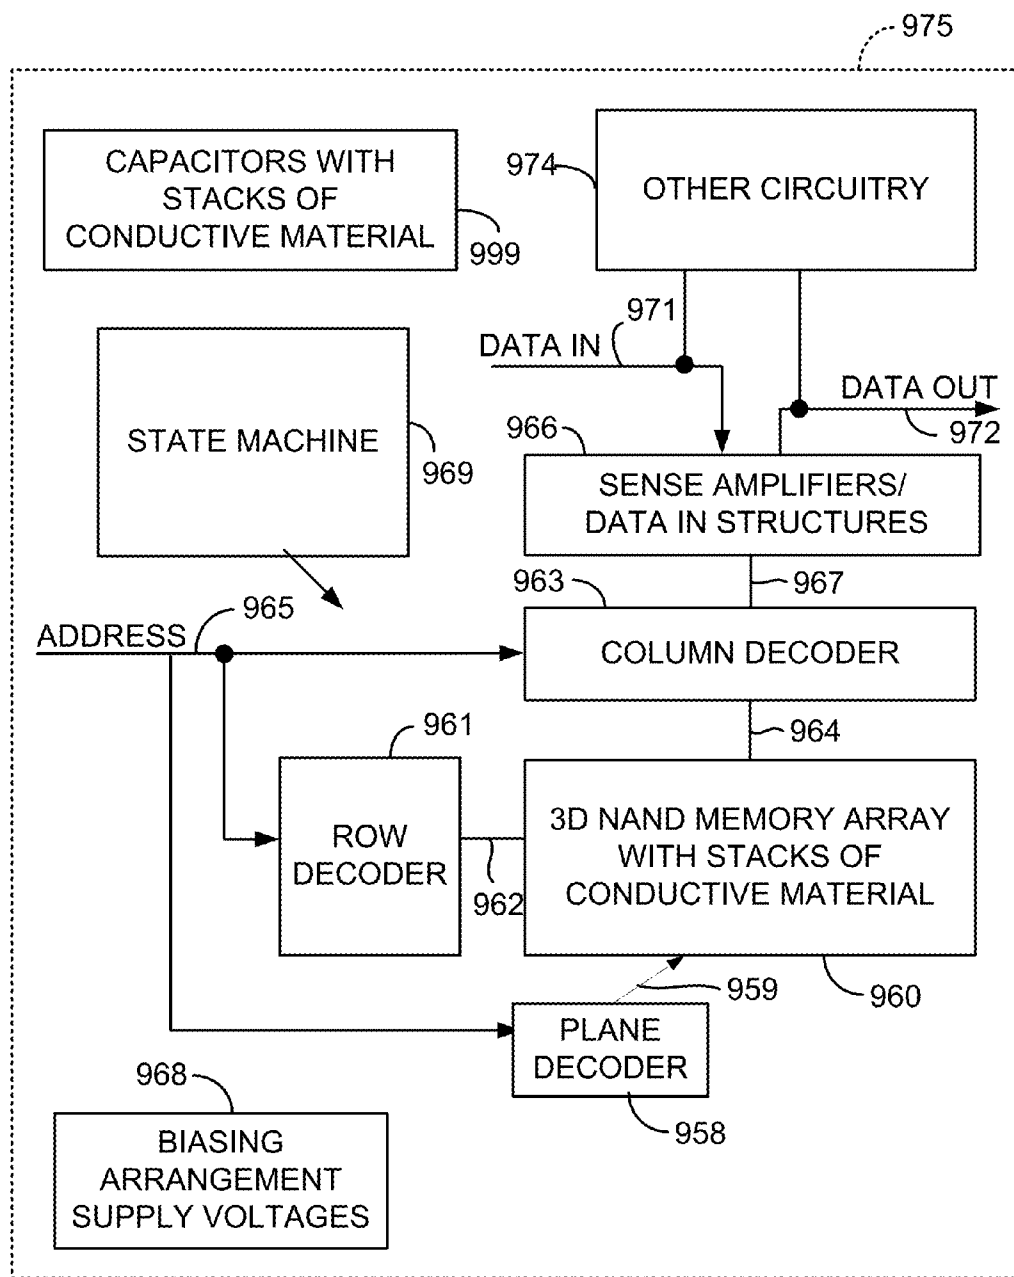 975
CAPACITORS WITH
STACKS OF
CONDUCTIVE MATERIAL
999
974
OTHER CIRCUITRY
971
DATA IN
DATA OUT
972
STATE MACHINE
969
966
SENSE AMPLIFIERS/
DATA IN STRUCTURES
967
963
965
ADDRESS
COLUMN DECODER
964
961
ROW
DECODER
962
3D NAND MEMORY ARRAY
WITH STACKS OF
CONDUCTIVE MATERIAL
959
960
PLANE
DECODER
958
968
BIASING
ARRANGEMENT
SUPPLY VOLTAGES